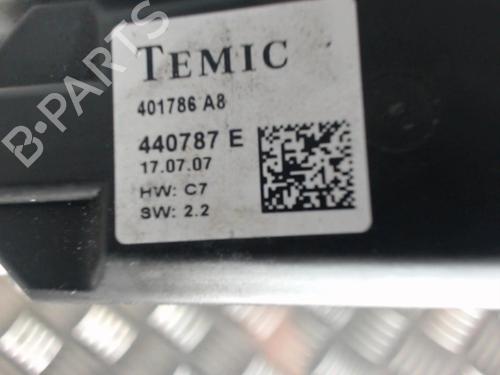 B-PARTS
TEMIC
401786 A8
440787 E
17.07.07
HW: C7
SW: 2.2